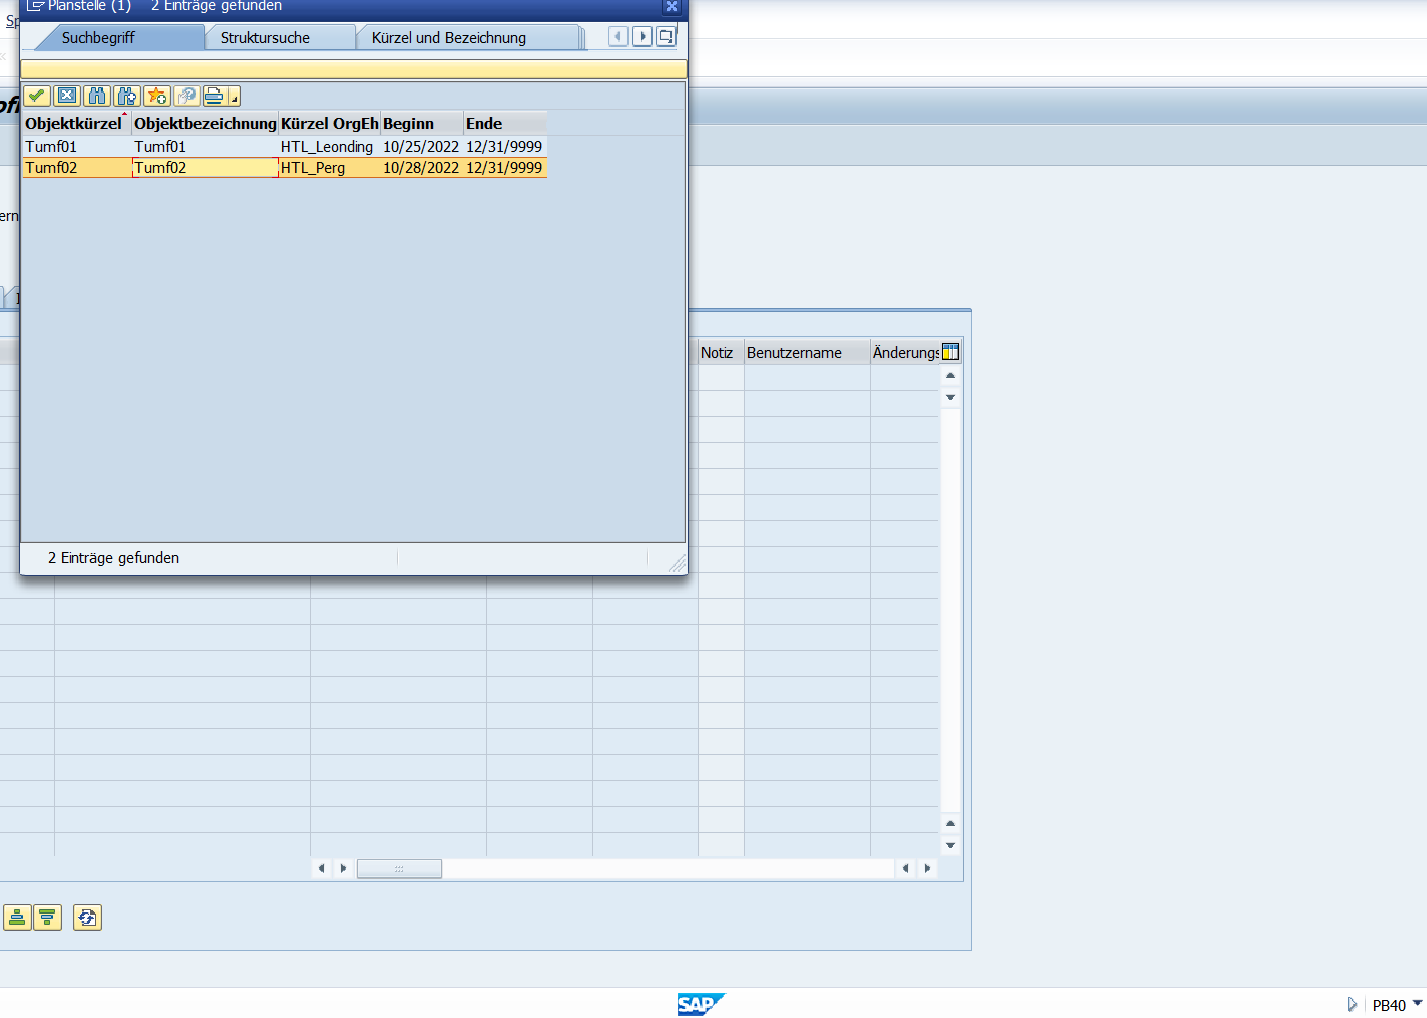 Planstelle (1) 2 Einträge gefunden
Sp
Suchbegriff Struktursuche Kürzel und Bezeichnung
Objektkürzel Objektbezeichnung Kürzel OrgEh Beginn Ende
Tumf01 Tumf01 HTL_Leonding 10/25/2022 12/31/9999
Tumf02 Tumf02 HTL_Perg 10/28/2022 12/31/9999
ern
Notiz Benutzername Änderungs
2 Einträge gefunden
SAP
PB40